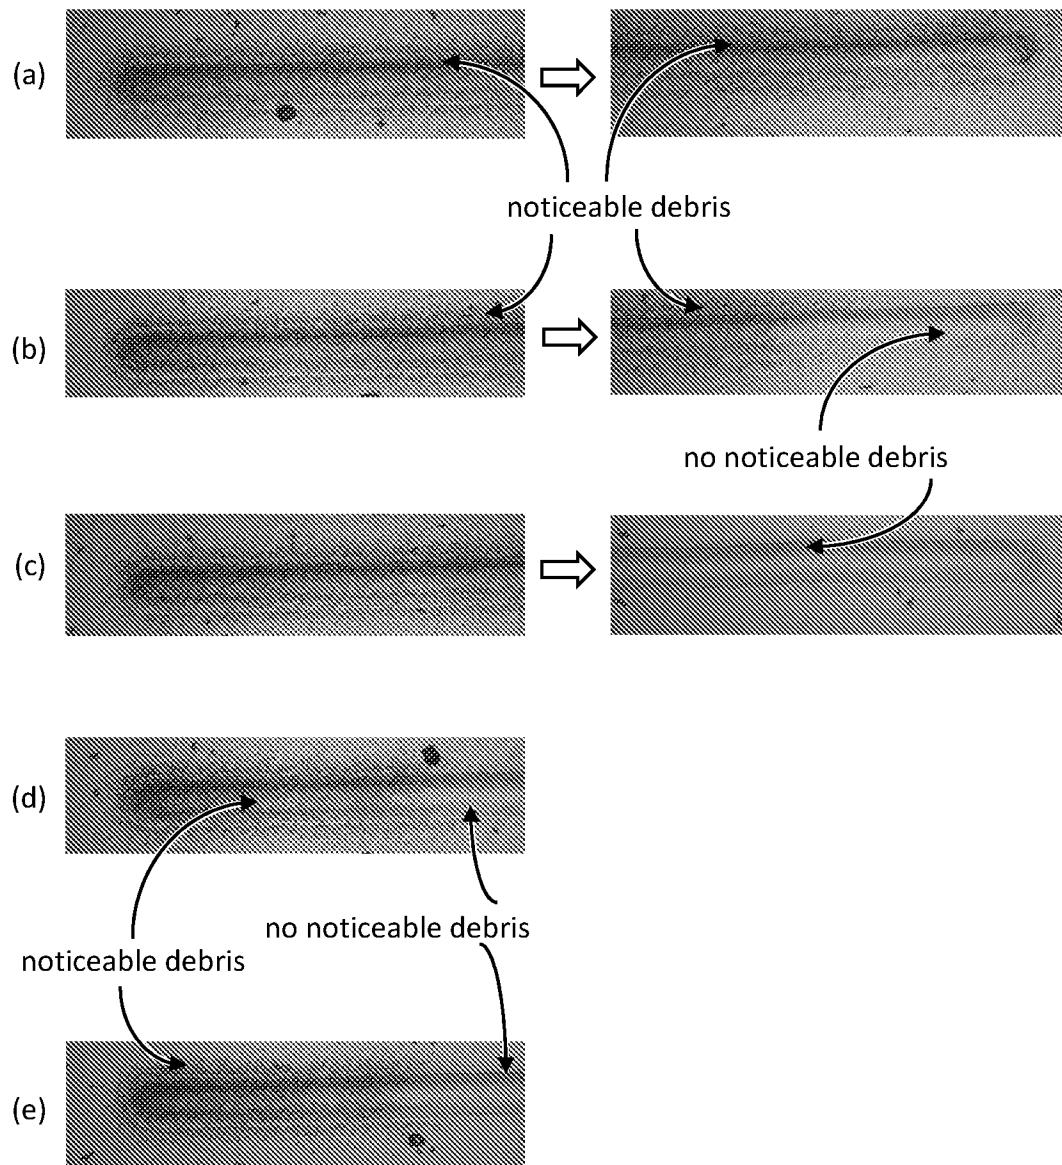 (a)
noticeable debris
(b)
no noticeable debris
(c)
(d)
no noticeable debris
noticeable debris
(e)